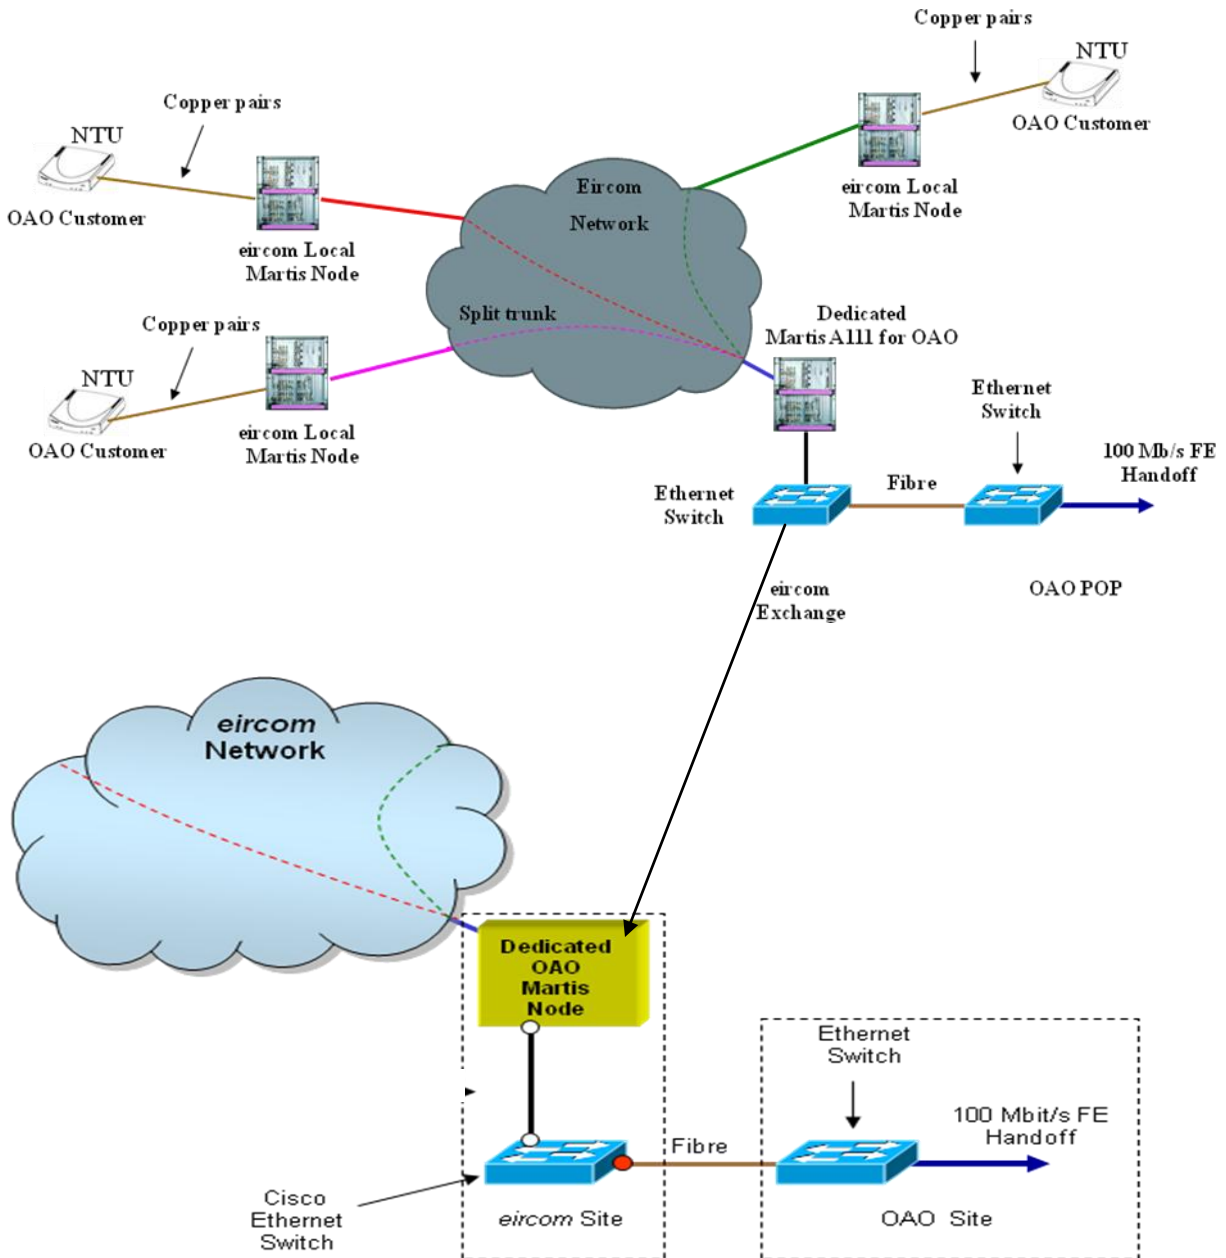 Copper pairs
NTU
OAO Customer
Copper pairs
NTU
OAO Customer
eircom Local
Martis Node
eircom Local
Martis Node
Eircom
Network
Split trunk
Copper pairs
NTU
OAO Customer
eircom Local
Martis Node
Dedicated
Martis A111 for OAO
Ethernet
Switch
100 Mb/s FE
Handoff
Ethernet
Switch
Fibre
eircom
Exchange
OAO POP
eircom
Network
Dedicated
OAO
Martis
Node
Ethernet
Switch
100 Mbit/s FE
Handoff
Fibre
Cisco
Ethernet
Switch
eircom Site
OAO Site